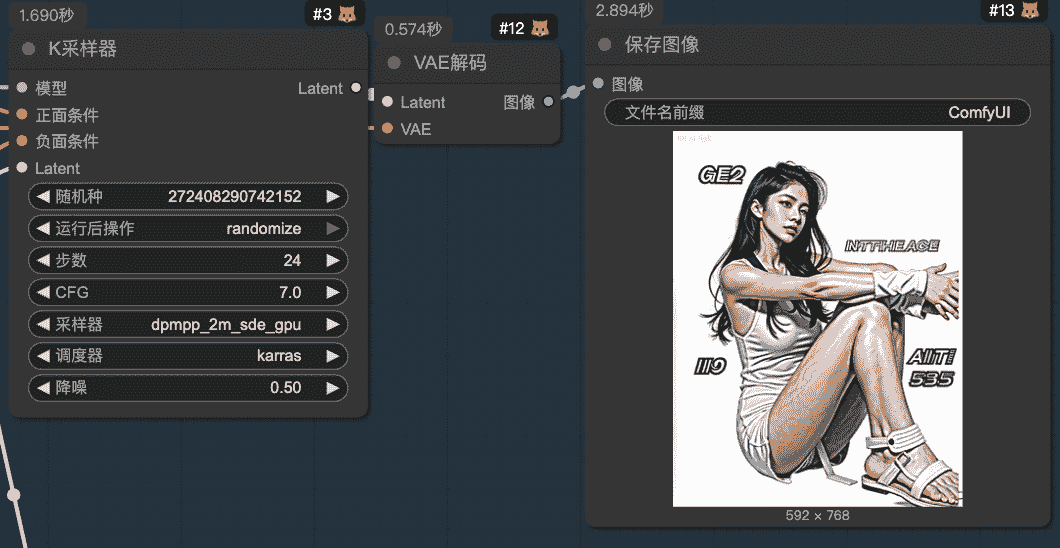 1.690秒
#3
K采样器
模型
Latent
正面条件
负面条件
Latent
随机种 272408290742152
运行后操作 randomize
步数 24
CFG 7.0
采样器 dpmpp_2m_sde_gpu
调度器 karras
降噪 0.50
0.574秒
#12
VAE解码
Latent
图像
VAE
2.894秒
#13
保存图像
图像
文件名前缀 ComfyUI
GE2
INTTHEACE
AIITI
535
592 × 768